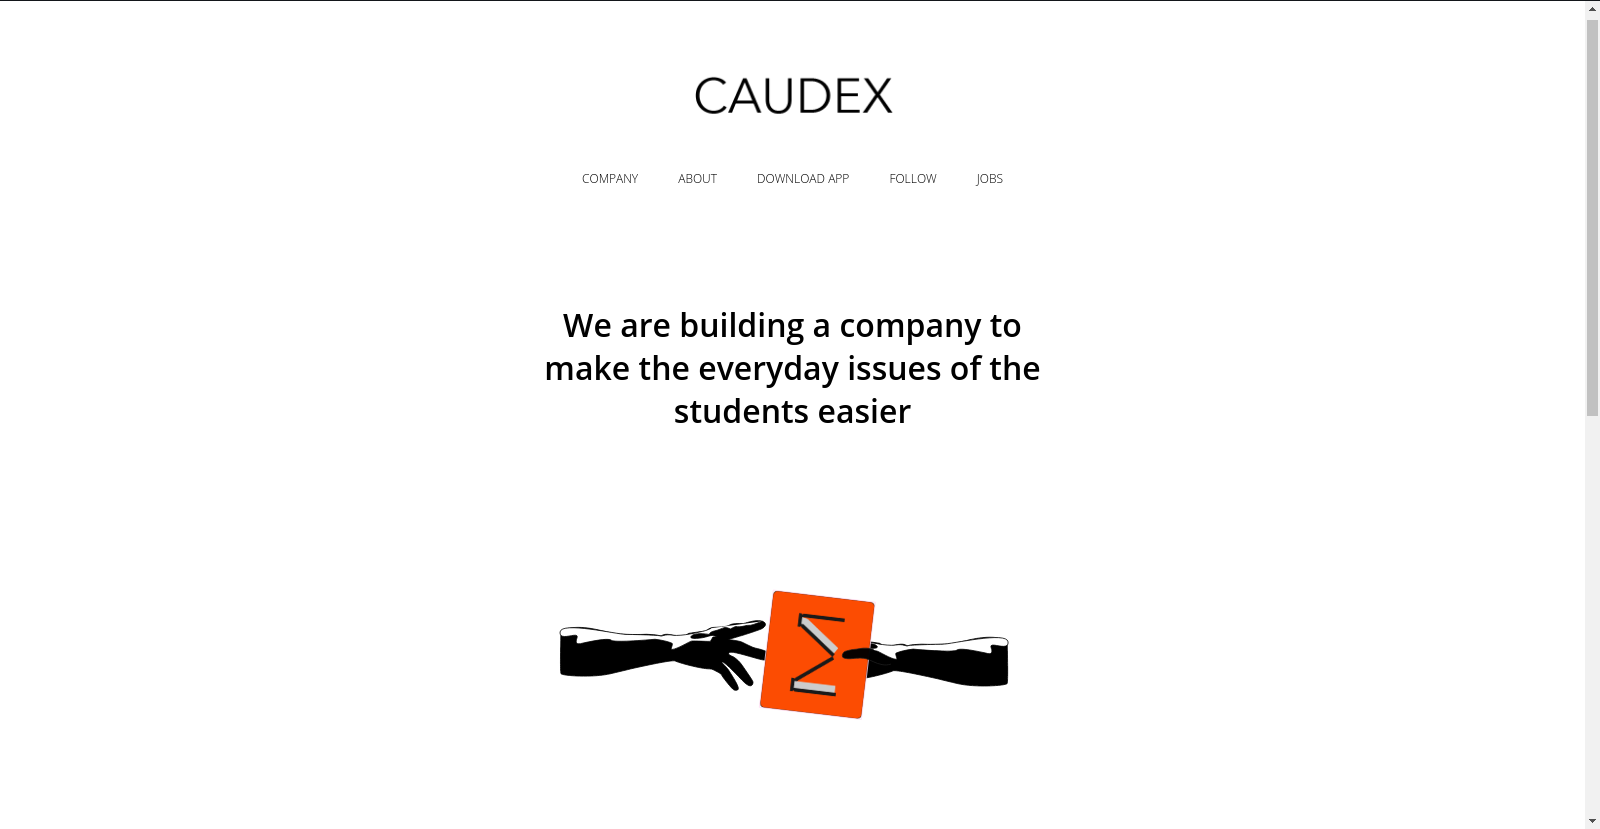 CAUDEX
COMPANY ABOUT DOWNLOAD APP FOLLOW JOBS
We are building a company to
make the everyday issues of the
students easier